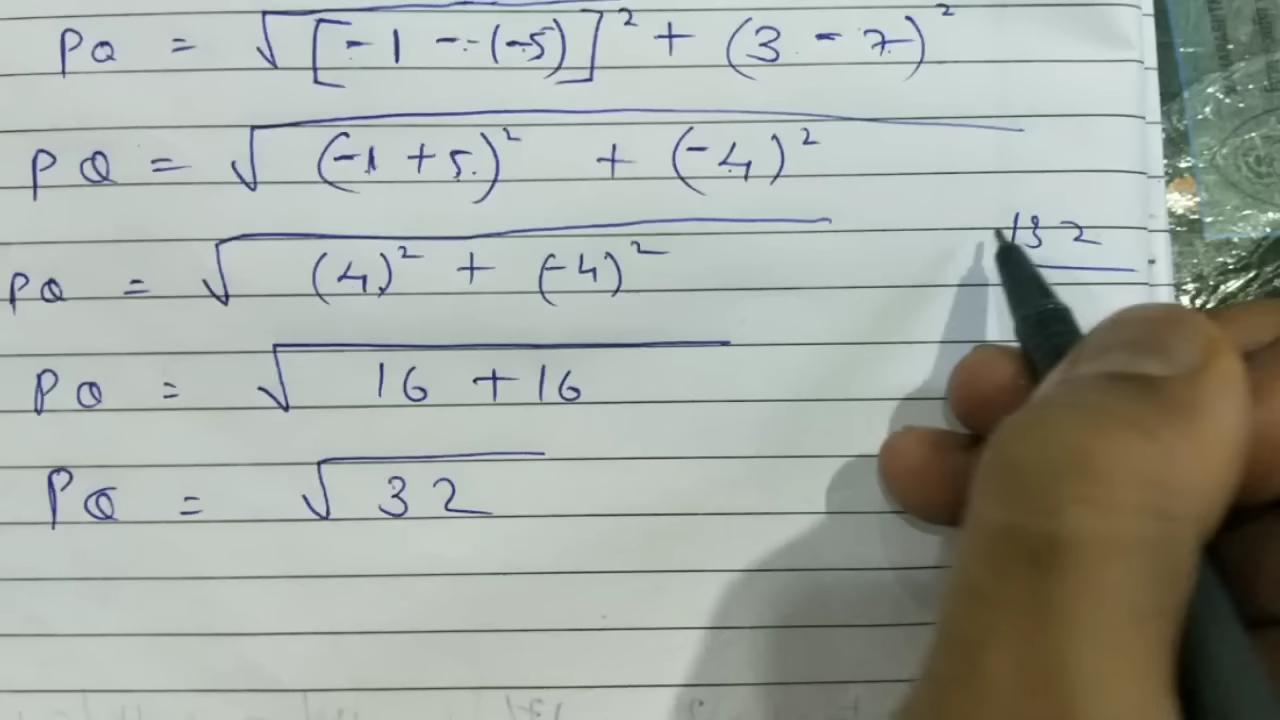 PQ = √[-1 - (-5)]² + (3 - 7)²
PQ = √(-1 + 5)² + (-4)²
PQ = √(4)² + (-4)²
32
PQ = √16 + 16
PQ = √32